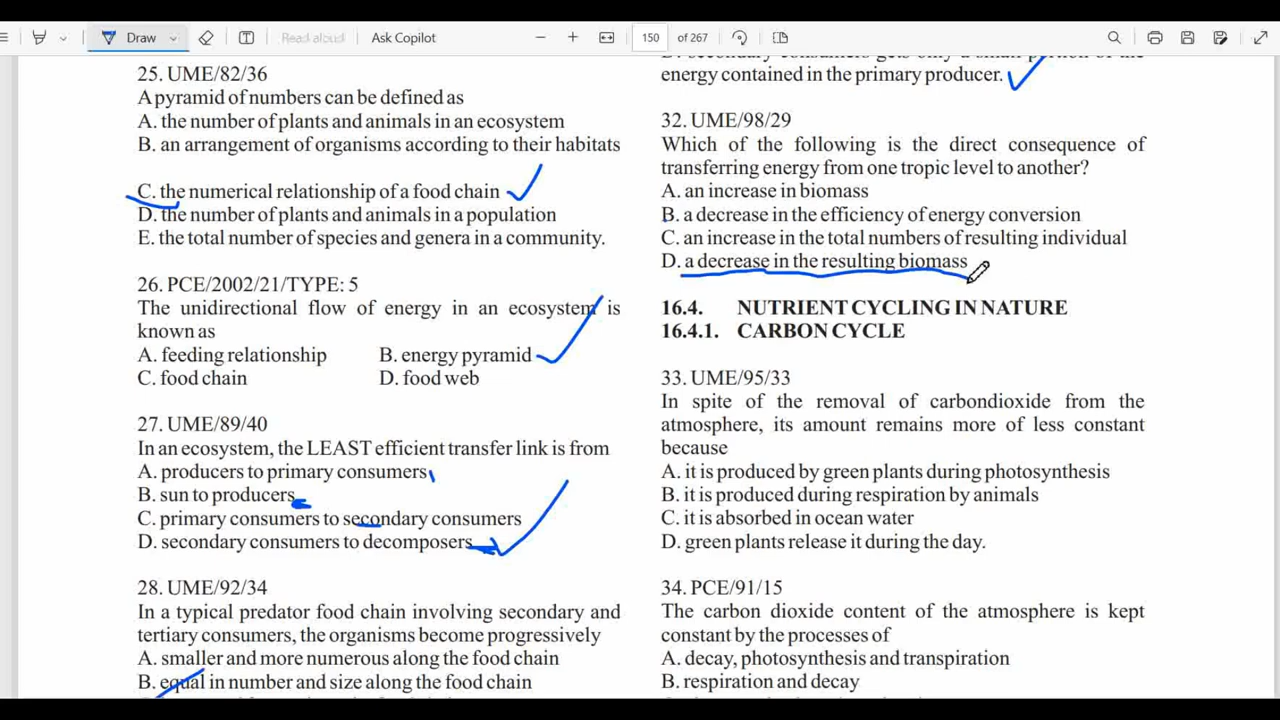 Draw
Read aloud
Ask Copilot
150 of 267
25. UME/82/36
A pyramid of numbers can be defined as
A. the number of plants and animals in an ecosystem
B. an arrangement of organisms according to their habitats
C. the numerical relationship of a food chain
D. the number of plants and animals in a population
E. the total number of species and genera in a community.
26. PCE/2002/21/TYPE: 5
The unidirectional flow of energy in an ecosystem is
known as
A. feeding relationship B. energy pyramid
C. food chain D. food web
27. UME/89/40
In an ecosystem, the LEAST efficient transfer link is from
A. producers to primary consumers
B. sun to producers
C. primary consumers to secondary consumers
D. secondary consumers to decomposers
28. UME/92/34
In a typical predator food chain involving secondary and
tertiary consumers, the organisms become progressively
A. smaller and more numerous along the food chain
B. equal in number and size along the food chain
energy contained in the primary producer.
32. UME/98/29
Which of the following is the direct consequence of
transferring energy from one tropic level to another?
A. an increase in biomass
B. a decrease in the efficiency of energy conversion
C. an increase in the total numbers of resulting individual
D. a decrease in the resulting biomass
16.4. NUTRIENT CYCLING IN NATURE
16.4.1. CARBON CYCLE
33. UME/95/33
In spite of the removal of carbondioxide from the
atmosphere, its amount remains more of less constant
because
A. it is produced by green plants during photosynthesis
B. it is produced during respiration by animals
C. it is absorbed in ocean water
D. green plants release it during the day.
34. PCE/91/15
The carbon dioxide content of the atmosphere is kept
constant by the processes of
A. decay, photosynthesis and transpiration
B. respiration and decay